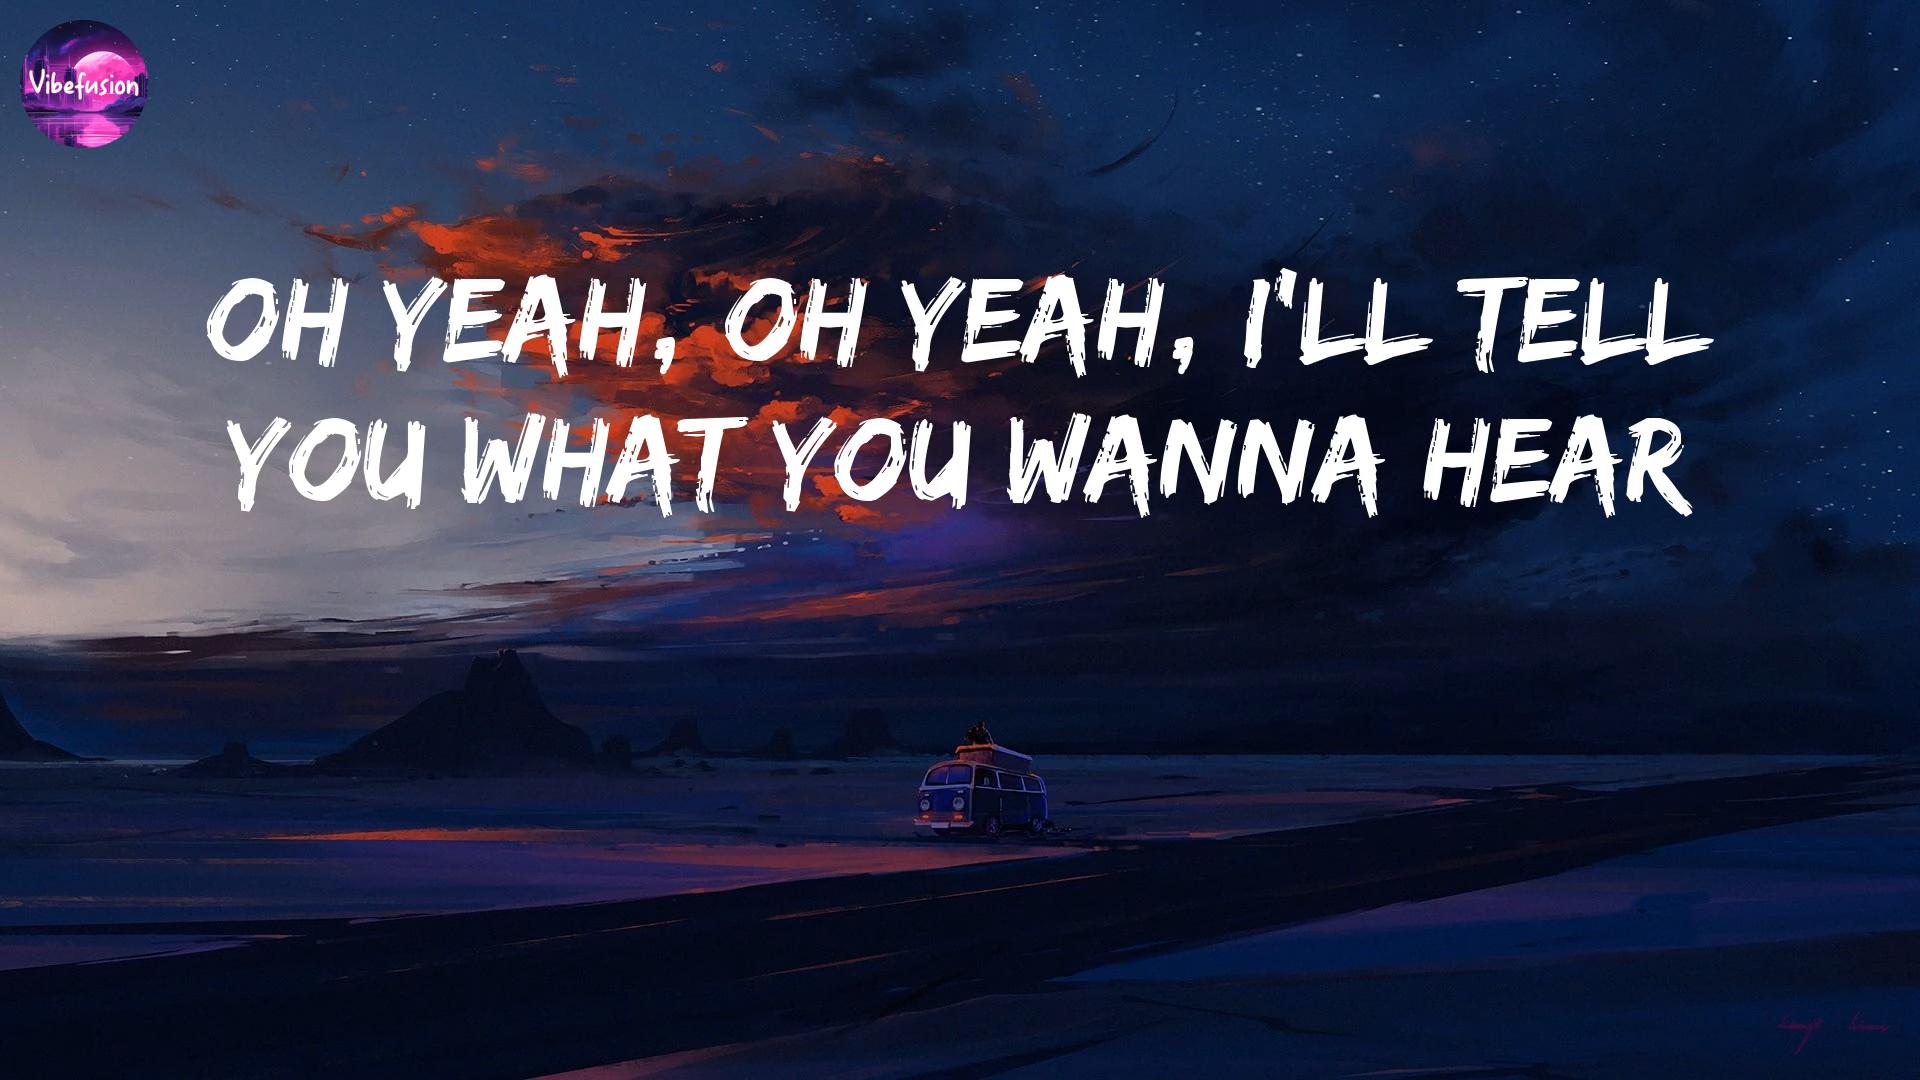 Vibefusion
OH YEAH, OH YEAH, I'LL TELL
YOU WHAT YOU WANNA HEAR